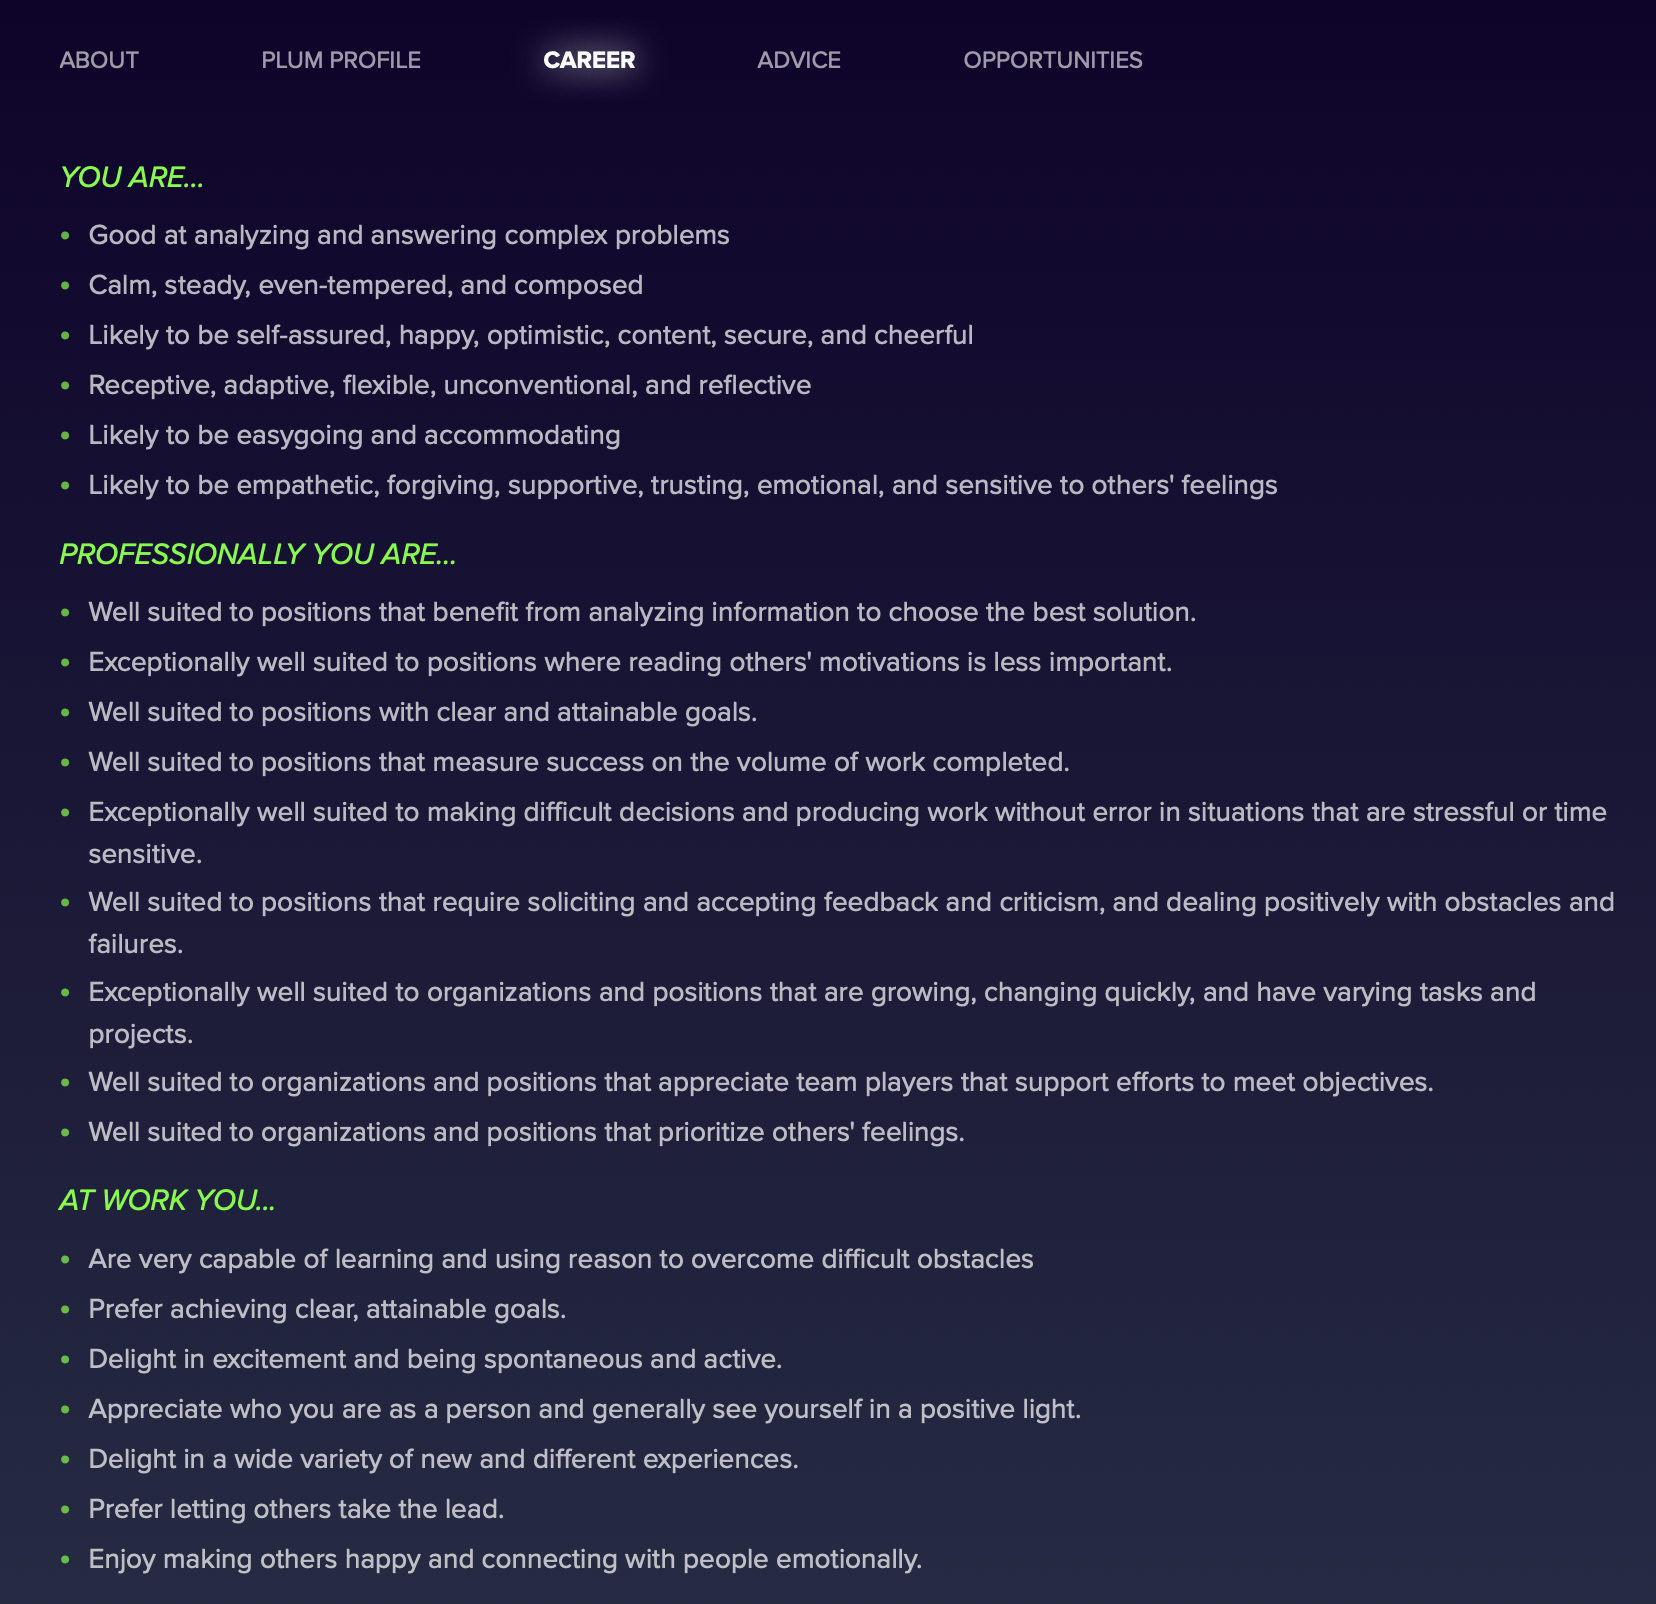 ABOUT PLUM PROFILE CAREER ADVICE OPPORTUNITIES
YOU ARE...
• Good at analyzing and answering complex problems
• Calm, steady, even-tempered, and composed
• Likely to be self-assured, happy, optimistic, content, secure, and cheerful
• Receptive, adaptive, flexible, unconventional, and reflective
• Likely to be easygoing and accommodating
• Likely to be empathetic, forgiving, supportive, trusting, emotional, and sensitive to others' feelings
PROFESSIONALLY YOU ARE...
• Well suited to positions that benefit from analyzing information to choose the best solution.
• Exceptionally well suited to positions where reading others' motivations is less important.
• Well suited to positions with clear and attainable goals.
• Well suited to positions that measure success on the volume of work completed.
• Exceptionally well suited to making difficult decisions and producing work without error in situations that are stressful or time
sensitive.
• Well suited to positions that require soliciting and accepting feedback and criticism, and dealing positively with obstacles and
failures.
• Exceptionally well suited to organizations and positions that are growing, changing quickly, and have varying tasks and
projects.
• Well suited to organizations and positions that appreciate team players that support efforts to meet objectives.
• Well suited to organizations and positions that prioritize others' feelings.
AT WORK YOU...
• Are very capable of learning and using reason to overcome difficult obstacles
• Prefer achieving clear, attainable goals.
• Delight in excitement and being spontaneous and active.
• Appreciate who you are as a person and generally see yourself in a positive light.
• Delight in a wide variety of new and different experiences.
• Prefer letting others take the lead.
• Enjoy making others happy and connecting with people emotionally.